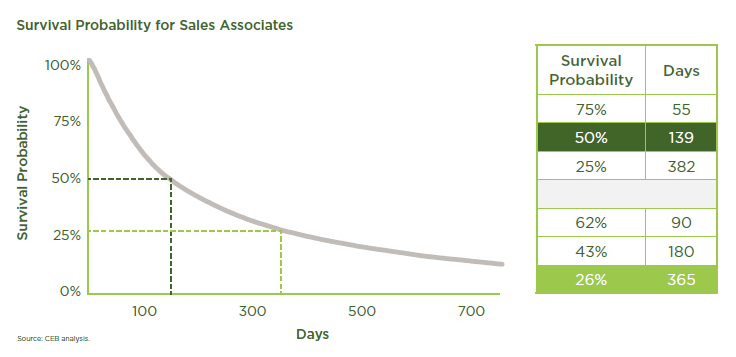 Survival Probability for Sales Associates
100%
75%
50%
25%
0%
Survival Probability
100 300 500 700
Days
Source: CEB analysis.
Survival Probability Days
75% 55
50% 139
25% 382
62% 90
43% 180
26% 365